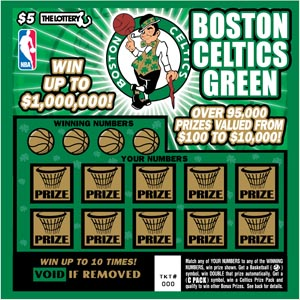 $5 THE LOTTERY
BOSTON CELTICS
BOSTON
CELTICS
GREEN
NBA
WIN
UP TO
$1,000,000!
OVER 95,000
PRIZES VALUED FROM
$100 TO $10,000!
WINNING NUMBERS
YOUR NUMBERS
PRIZE PRIZE PRIZE PRIZE PRIZE
PRIZE PRIZE PRIZE PRIZE PRIZE
WIN UP TO 10 TIMES!
VOID IF REMOVED
TKT#
000
Match any of YOUR NUMBERS to any of the WINNING
NUMBERS, win prize shown. Get a Basketball ( )
symbol, win DOUBLE that prize automatically. Get a
(C PACK) symbol, win a Celtics Prize Pack and
qualify to win other Bonus Prizes. See back for details.